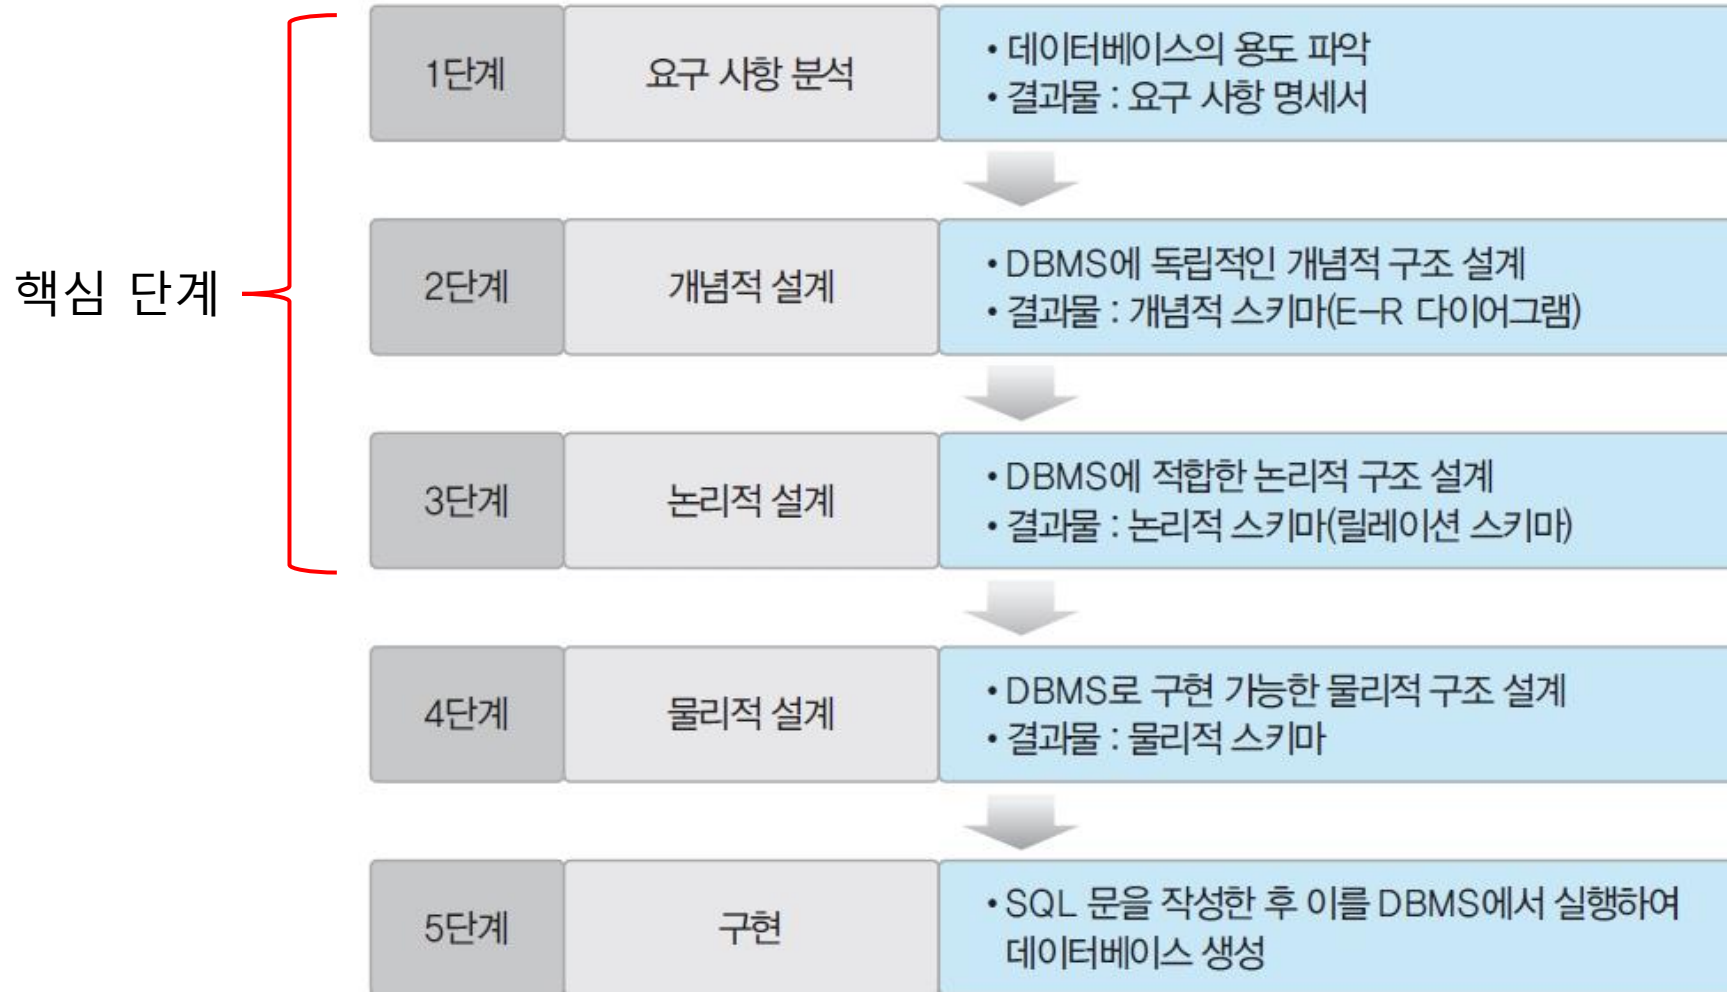 핵심 단계
1단계
요구 사항 분석
• 데이터베이스의 용도 파악
• 결과물 : 요구 사항 명세서
2단계
개념적 설계
• DBMS에 독립적인 개념적 구조 설계
• 결과물 : 개념적 스키마(E-R 다이어그램)
3단계
논리적 설계
• DBMS에 적합한 논리적 구조 설계
• 결과물 : 논리적 스키마(릴레이션 스키마)
4단계
물리적 설계
• DBMS로 구현 가능한 물리적 구조 설계
• 결과물 : 물리적 스키마
5단계
구현
• SQL 문을 작성한 후 이를 DBMS에서 실행하여
데이터베이스 생성